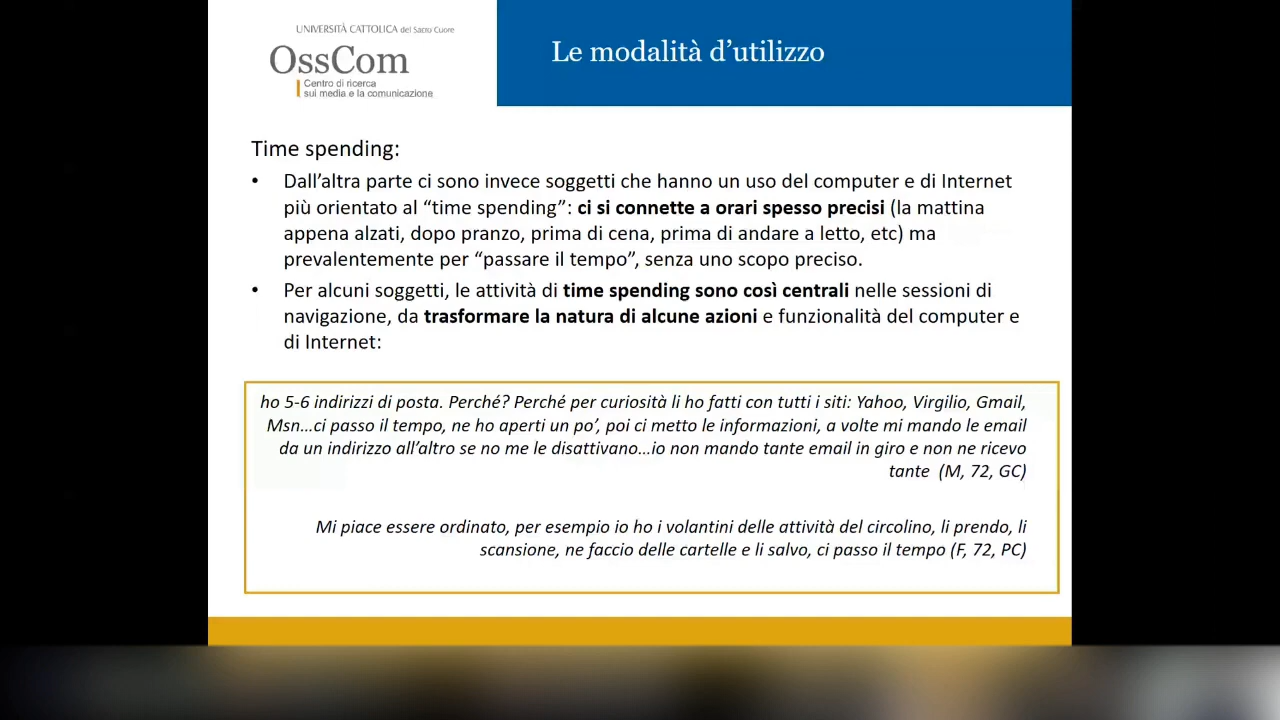 UNIVERSITÀ CATTOLICA del Sacro Cuore
OssCom
Centro di ricerca
sui media e la comunicazione
Le modalità d’utilizzo
Time spending:
• Dall’altra parte ci sono invece soggetti che hanno un uso del computer e di Internet
più orientato al “time spending”: ci si connette a orari spesso precisi (la mattina
appena alzati, dopo pranzo, prima di cena, prima di andare a letto, etc) ma
prevalentemente per “passare il tempo”, senza uno scopo preciso.
• Per alcuni soggetti, le attività di time spending sono così centrali nelle sessioni di
navigazione, da trasformare la natura di alcune azioni e funzionalità del computer e
di Internet:
ho 5-6 indirizzi di posta. Perché? Perché per curiosità li ho fatti con tutti i siti: Yahoo, Virgilio, Gmail,
Msn...ci passo il tempo, ne ho aperti un po’, poi ci metto le informazioni, a volte mi mando le email
da un indirizzo all’altro se no me le disattivano...io non mando tante email in giro e non ne ricevo
tante (M, 72, GC)
Mi piace essere ordinato, per esempio io ho i volantini delle attività del circolino, li prendo, li
scansione, ne faccio delle cartelle e li salvo, ci passo il tempo (F, 72, PC)